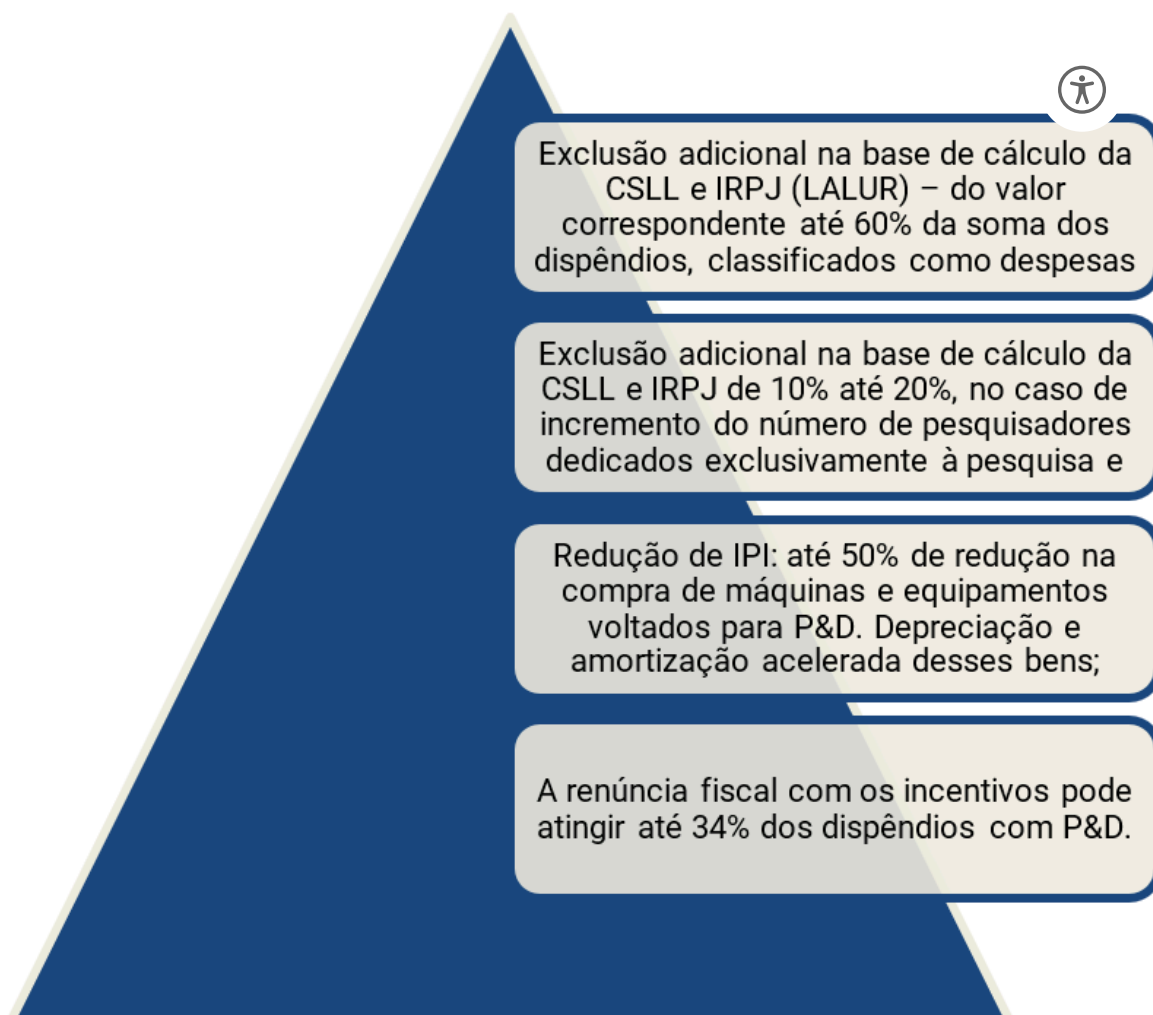 Exclusão adicional na base de cálculo da
CSLL e IRPJ (LALUR) – do valor
correspondente até 60% da soma dos
dispêndios, classificados como despesas
Exclusão adicional na base de cálculo da
CSLL e IRPJ de 10% até 20%, no caso de
incremento do número de pesquisadores
dedicados exclusivamente à pesquisa e
Redução de IPI: até 50% de redução na
compra de máquinas e equipamentos
voltados para P&D. Depreciação e
amortização acelerada desses bens;
A renúncia fiscal com os incentivos pode
atingir até 34% dos dispêndios com P&D.